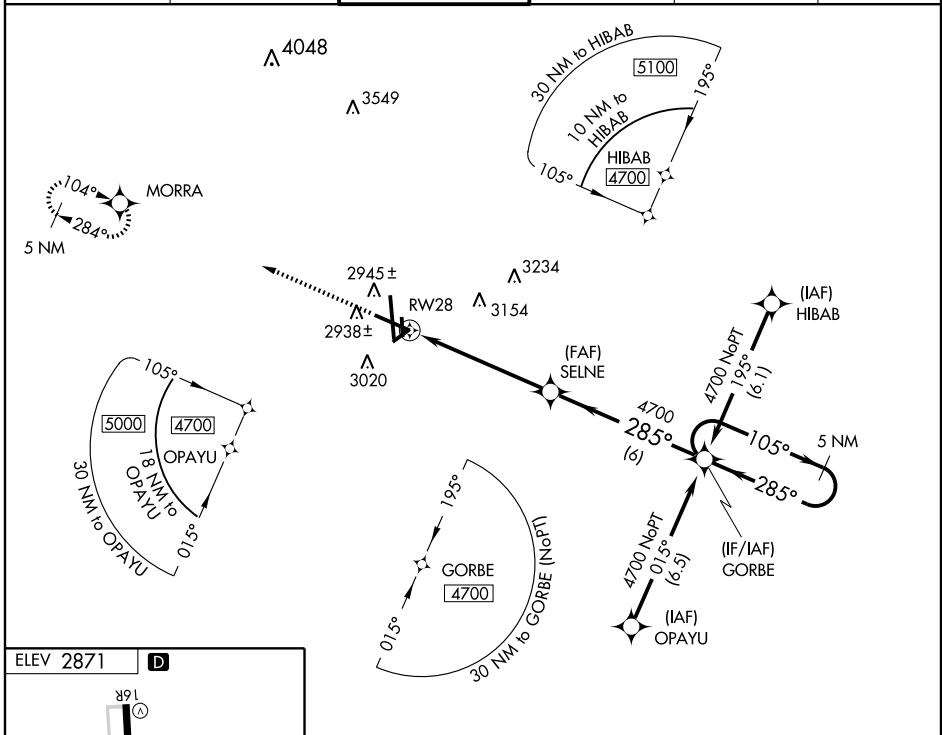 4048
3549
30 NM to HIBAB
5100
195°
10 NM to HIBAB
HIBAB
4700
105°
104°
MORRA
284°
5 NM
2945±
3234
RW28
3154
2938±
3020
(IAF)
HIBAB
(FAF)
SELNE
4700 NoPT
195°
(6.1)
4700
285°
(6)
105°
5 NM
285°
105°
5000
4700
OPAYU
18 NM to OPAYU
30 NM to OPAYU
015°
195°
GORBE
4700
015°
30 NM to GORBE (NoPT)
4700 NoPT
015°
(6.5)
(IF/IAF)
GORBE
(IAF)
OPAYU
ELEV 2871
D
16R
V